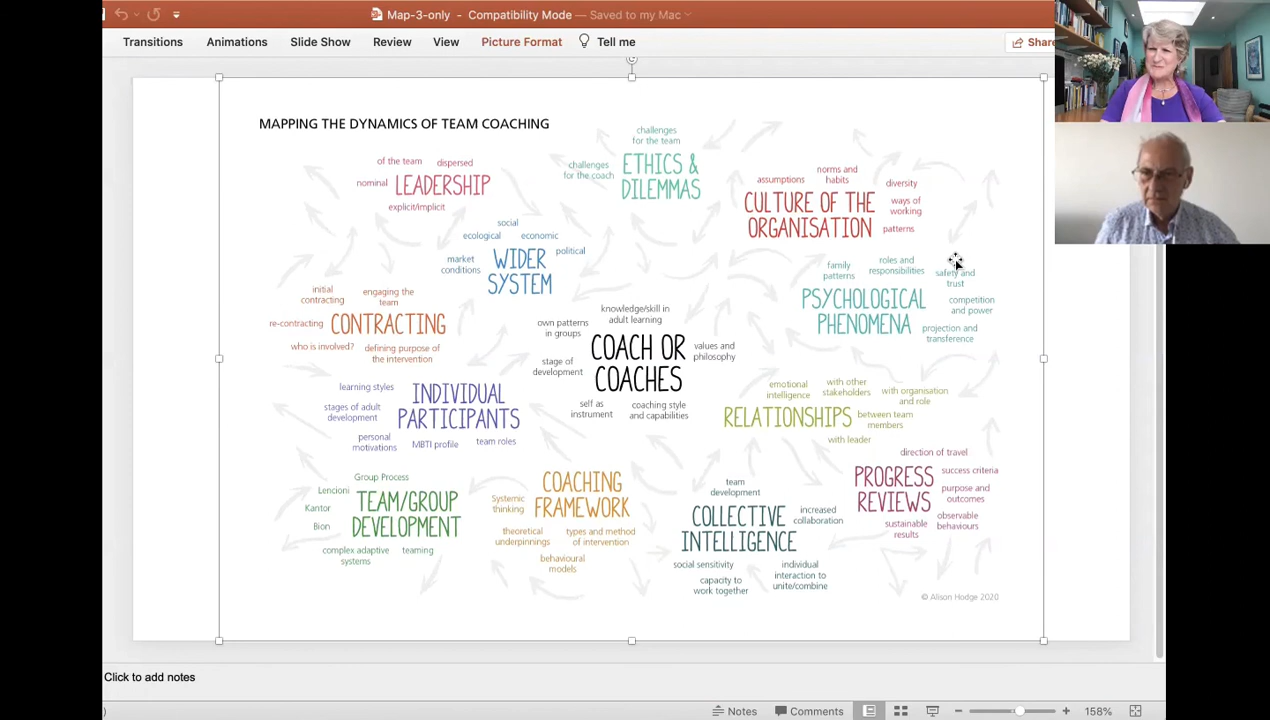 Map-3-only - Compatibility Mode — Saved to my Mac
Transitions Animations Slide Show Review View Picture Format Tell me Share
MAPPING THE DYNAMICS OF TEAM COACHING
of the team
dispersed
nominal
LEADERSHIP
explicit/implicit
challenges
for the team
challenges
for the coach
ETHICS &
DILEMMAS
assumptions
norms and
habits
diversity
CULTURE OF THE
ORGANISATION
ways of
working
patterns
social
ecological
economic
political
market
conditions
WIDER
SYSTEM
family
patterns
roles and
responsibilities
safety and
trust
PSYCHOLOGICAL
PHENOMENA
competition
and power
projection and
transference
initial
contracting
engaging the
team
re-contracting
CONTRACTING
who is involved?
defining purpose of
the intervention
knowledge/skill in
adult learning
own patterns
in groups
COACH OR
COACHES
values and
philosophy
stage of
development
self as
instrument
coaching style
and capabilities
learning styles
INDIVIDUAL
PARTICIPANTS
stages of adult
development
personal
motivations
MBTI profile
team roles
emotional
intelligence
with other
stakeholders
with organisation
and role
RELATIONSHIPS
between team
members
with leader
direction of travel
PROGRESS
REVIEWS
success criteria
purpose and
outcomes
observable
behaviours
sustainable
results
Group Process
Lencioni
Kantor
Bion
TEAM/GROUP
DEVELOPMENT
complex adaptive
systems
teaming
COACHING
FRAMEWORK
Systemic
thinking
theoretical
underpinnings
types and method
of intervention
behavioural
models
team
development
COLLECTIVE
INTELLIGENCE
increased
collaboration
social sensitivity
capacity to
work together
individual
interaction to
unite/combine
© Alison Hodge 2020
Click to add notes
Notes Comments 158%